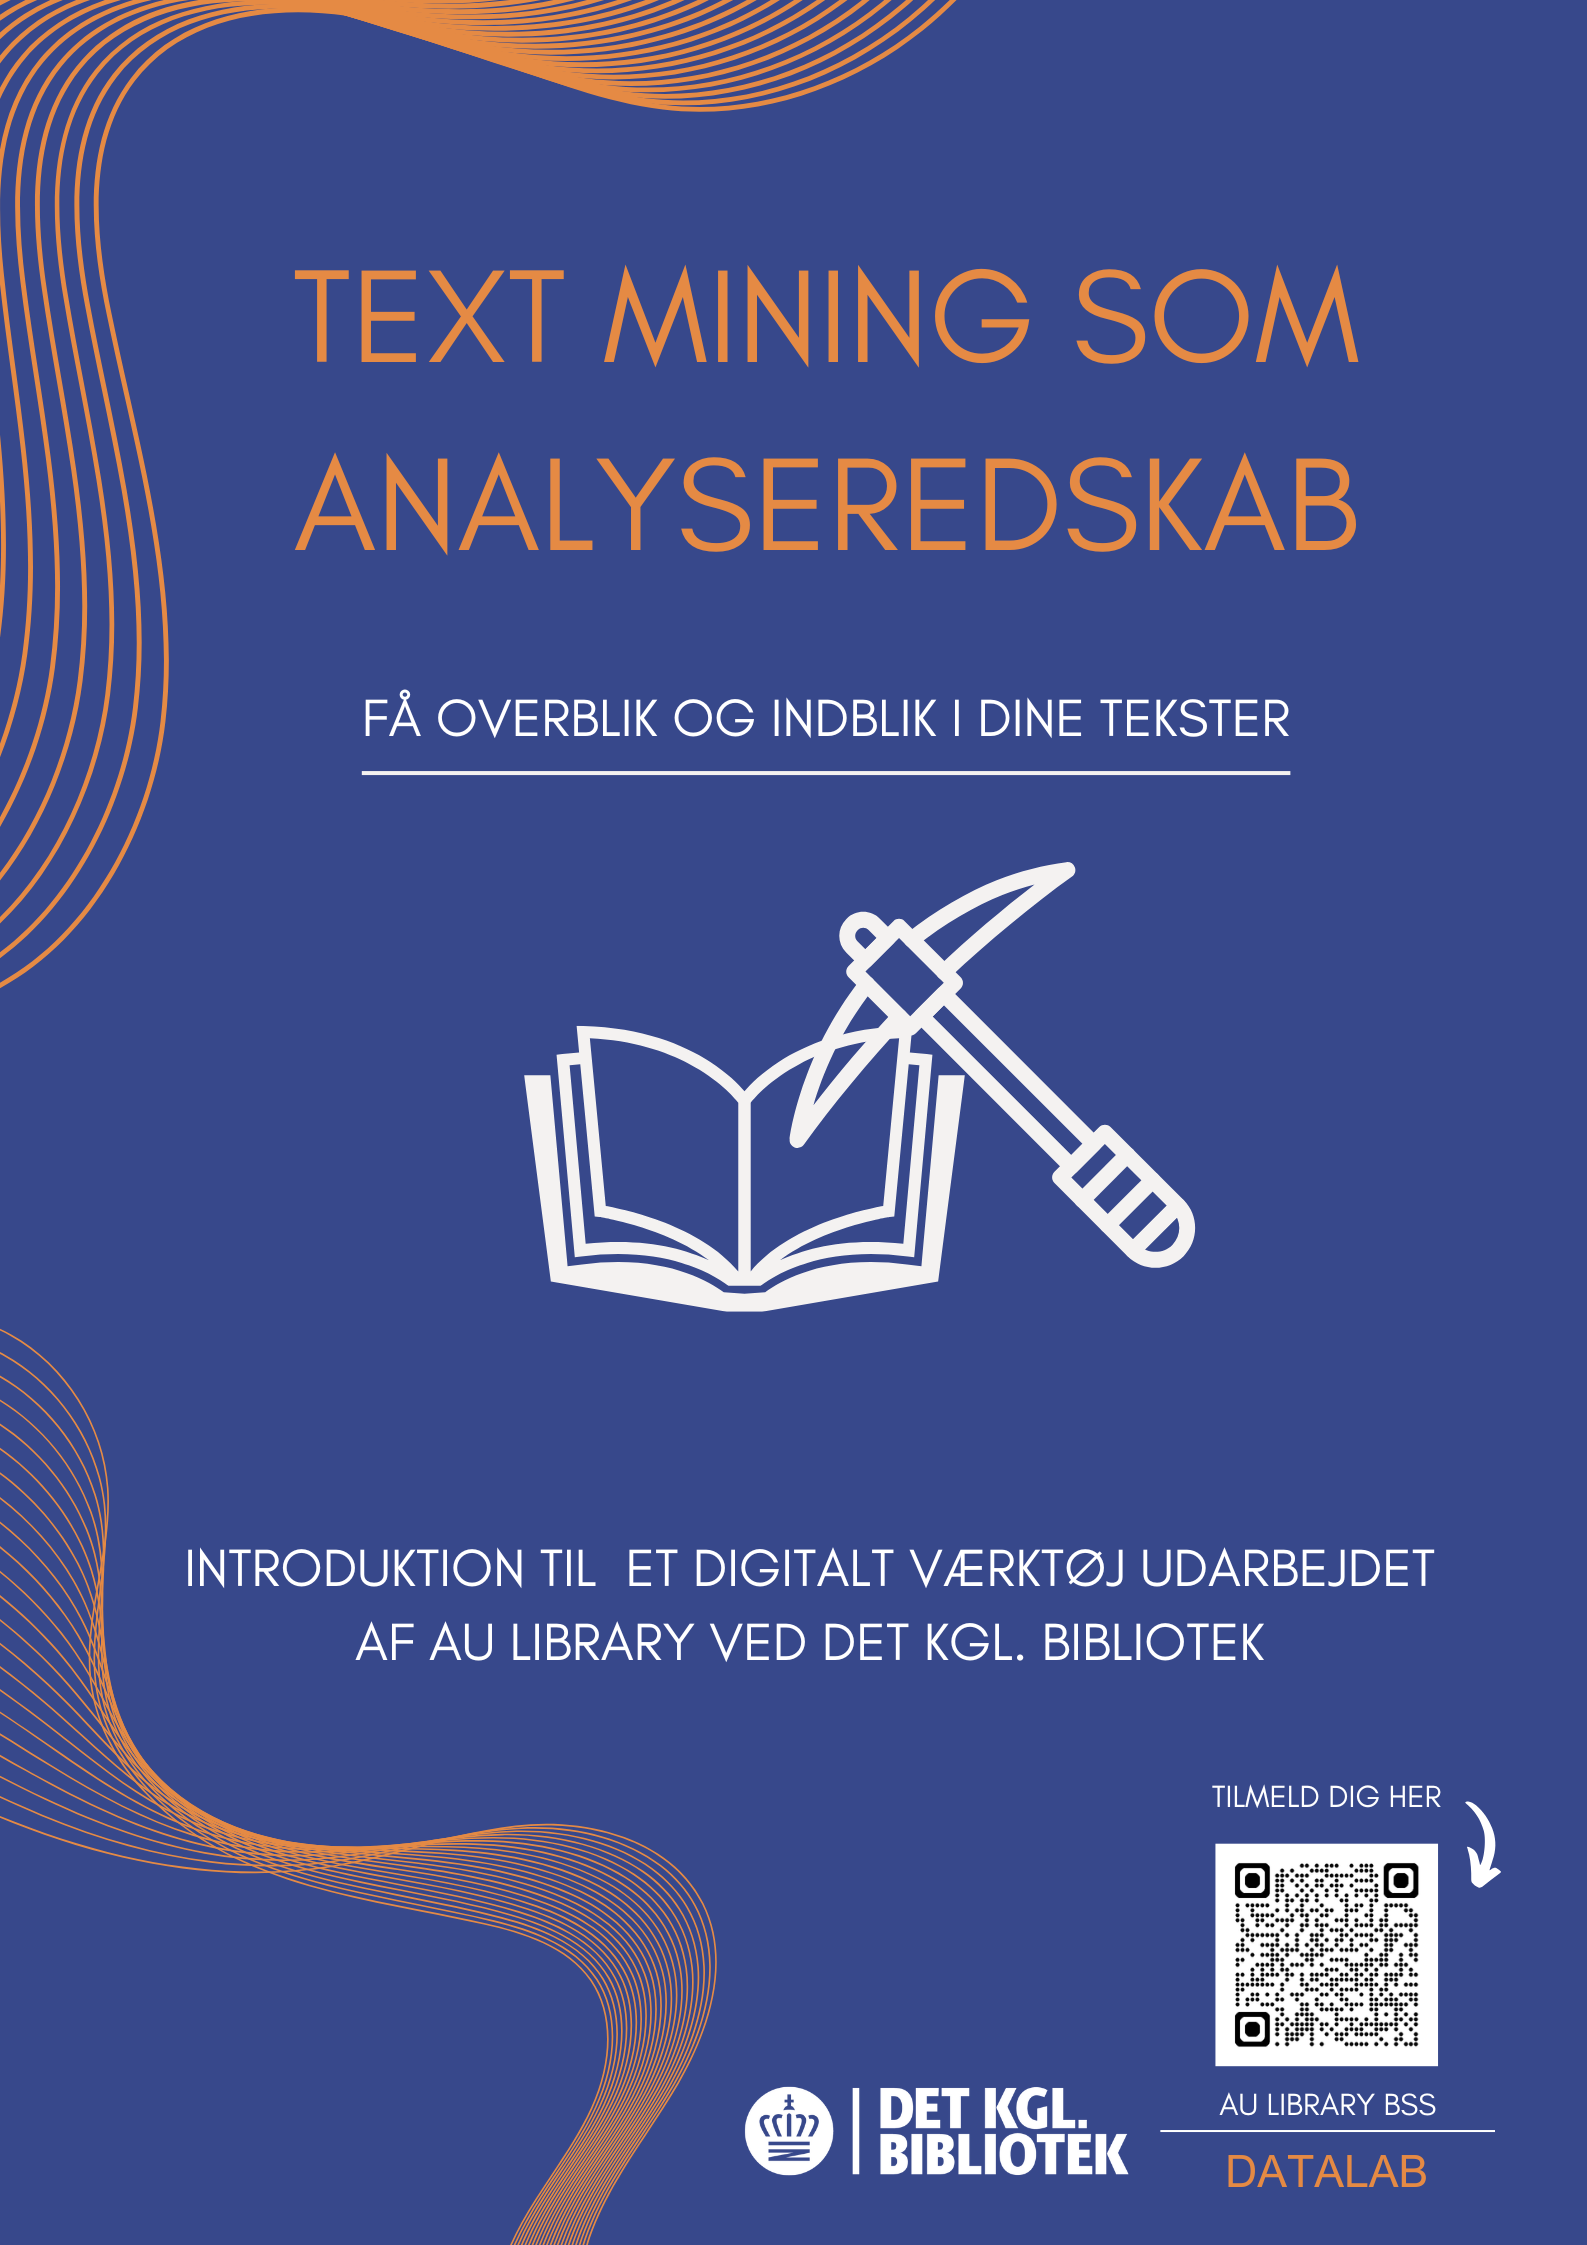 TEXT MINING SOM
ANALYSEREDSKAB
FÅ OVERBLIK OG INDBLIK I DINE TEKSTER
INTRODUKTION TIL ET DIGITALT VÆRKTØJ UDARBEJDET
AF AU LIBRARY VED DET KGL. BIBLIOTEK
TILMELD DIG HER
AU LIBRARY BSS
DATALAB
DET KGL.
BIBLIOTEK